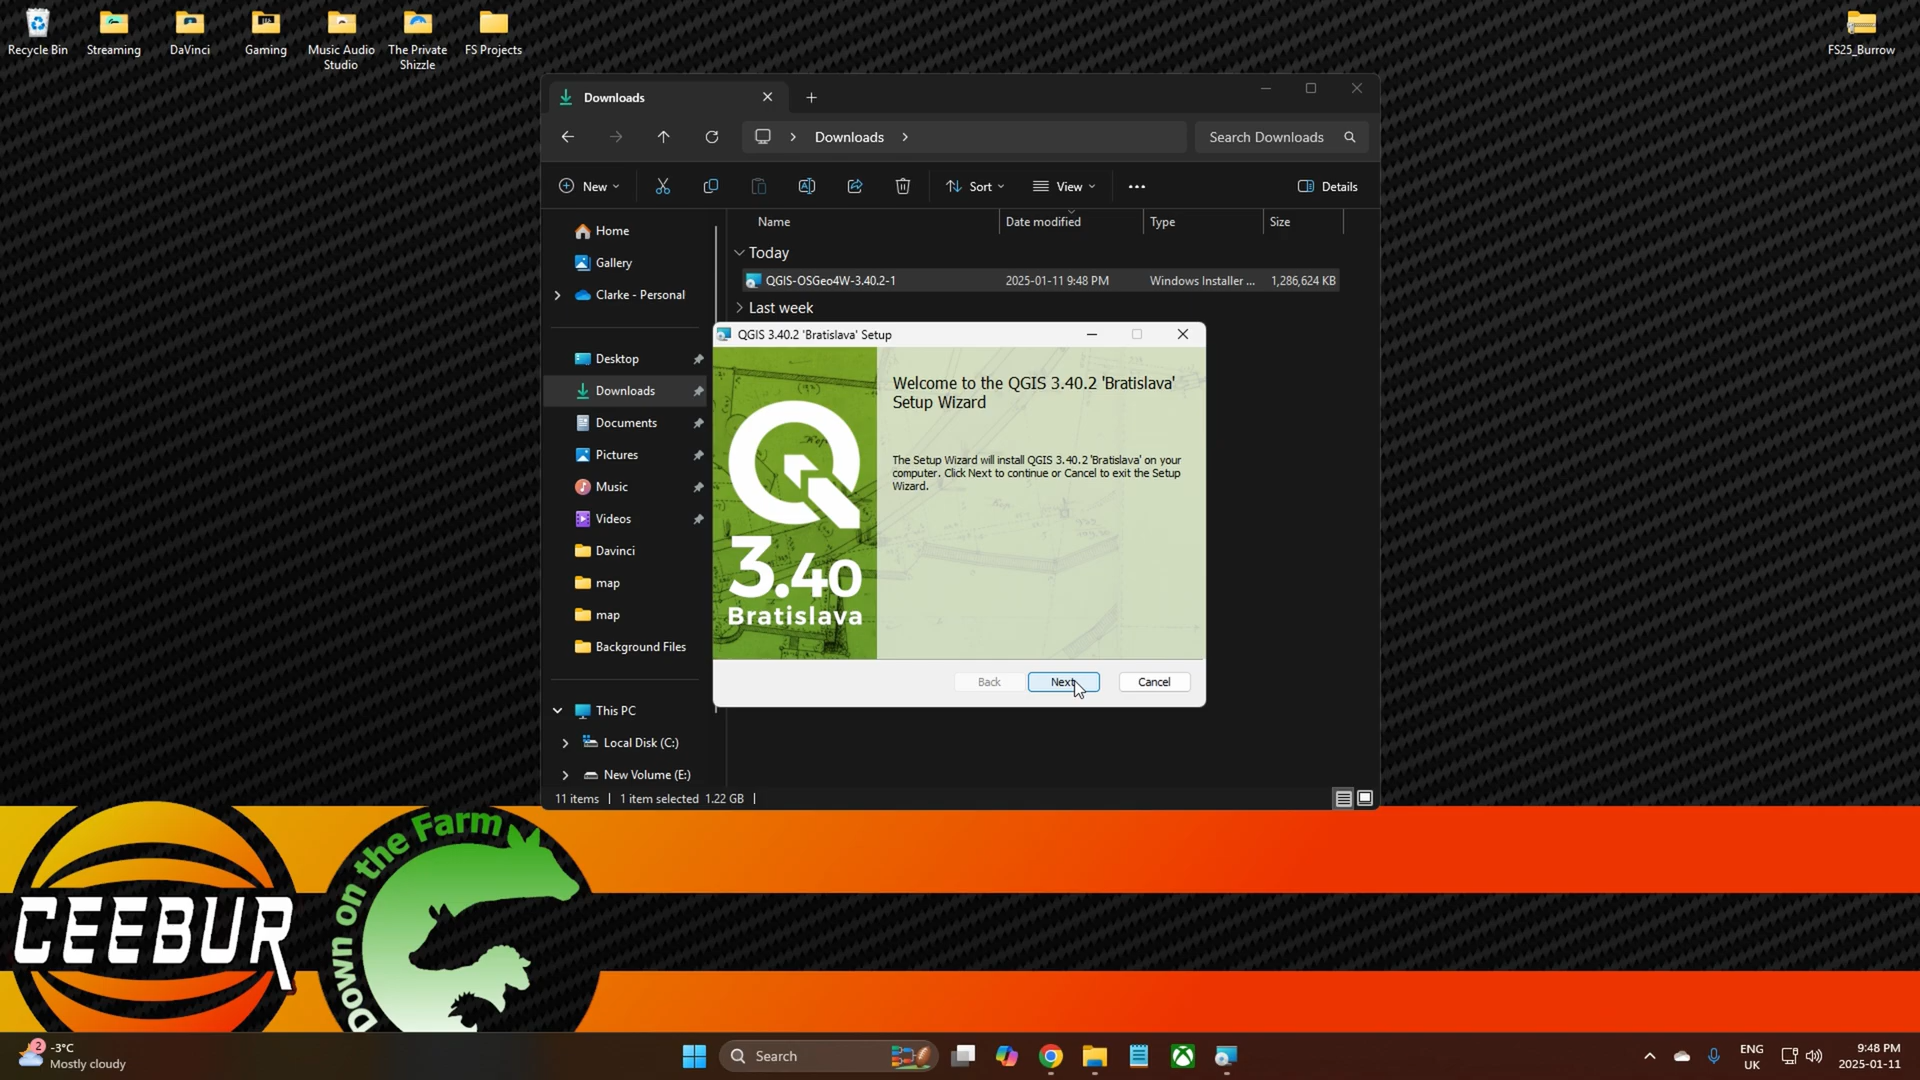 Recycle Bin
Streaming
DaVinci
Gaming
Music Audio
Studio
The Private
Shizzle
FS Projects
FS25_Burrow
Downloads
Downloads
Search Downloads
New
Sort
View
Details
Name
Date modified
Type
Size
Home
Gallery
Clarke - Personal
Desktop
Downloads
Documents
Pictures
Music
Videos
Davinci
map
map
Background Files
This PC
Local Disk (C:)
New Volume (E:)
Today
QGIS-OSGeo4W-3.40.2-1
2025-01-11 9:48 PM
Windows Installer ...
1,286,624 KB
Last week
QGIS 3.40.2 'Bratislava' Setup
Welcome to the QGIS 3.40.2 'Bratislava'
Setup Wizard
The Setup Wizard will install QGIS 3.40.2 'Bratislava' on your
computer. Click Next to continue or Cancel to exit the Setup
Wizard.
3.40
Bratislava
Back
Next
Cancel
11 items
1 item selected 1.22 GB
CEEBUR
Down on the Farm
2
-3°C
Mostly cloudy
Search
ENG
UK
9:48 PM
2025-01-11